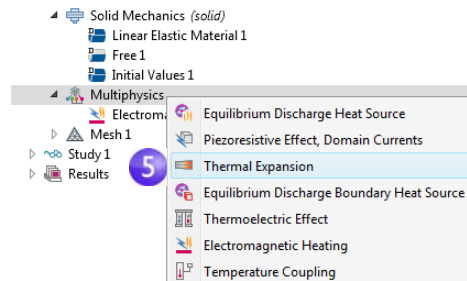 Solid Mechanics (solid)
Linear Elastic Material 1
Free 1
Initial Values 1
Multiphysics
Equilibrium Discharge Heat Source
Piezoresistive Effect, Domain Currents
Mesh 1
Study 1
5
Thermal Expansion
Results
Equilibrium Discharge Boundary Heat Source
Thermoelectric Effect
Electromagnetic Heating
Temperature Coupling